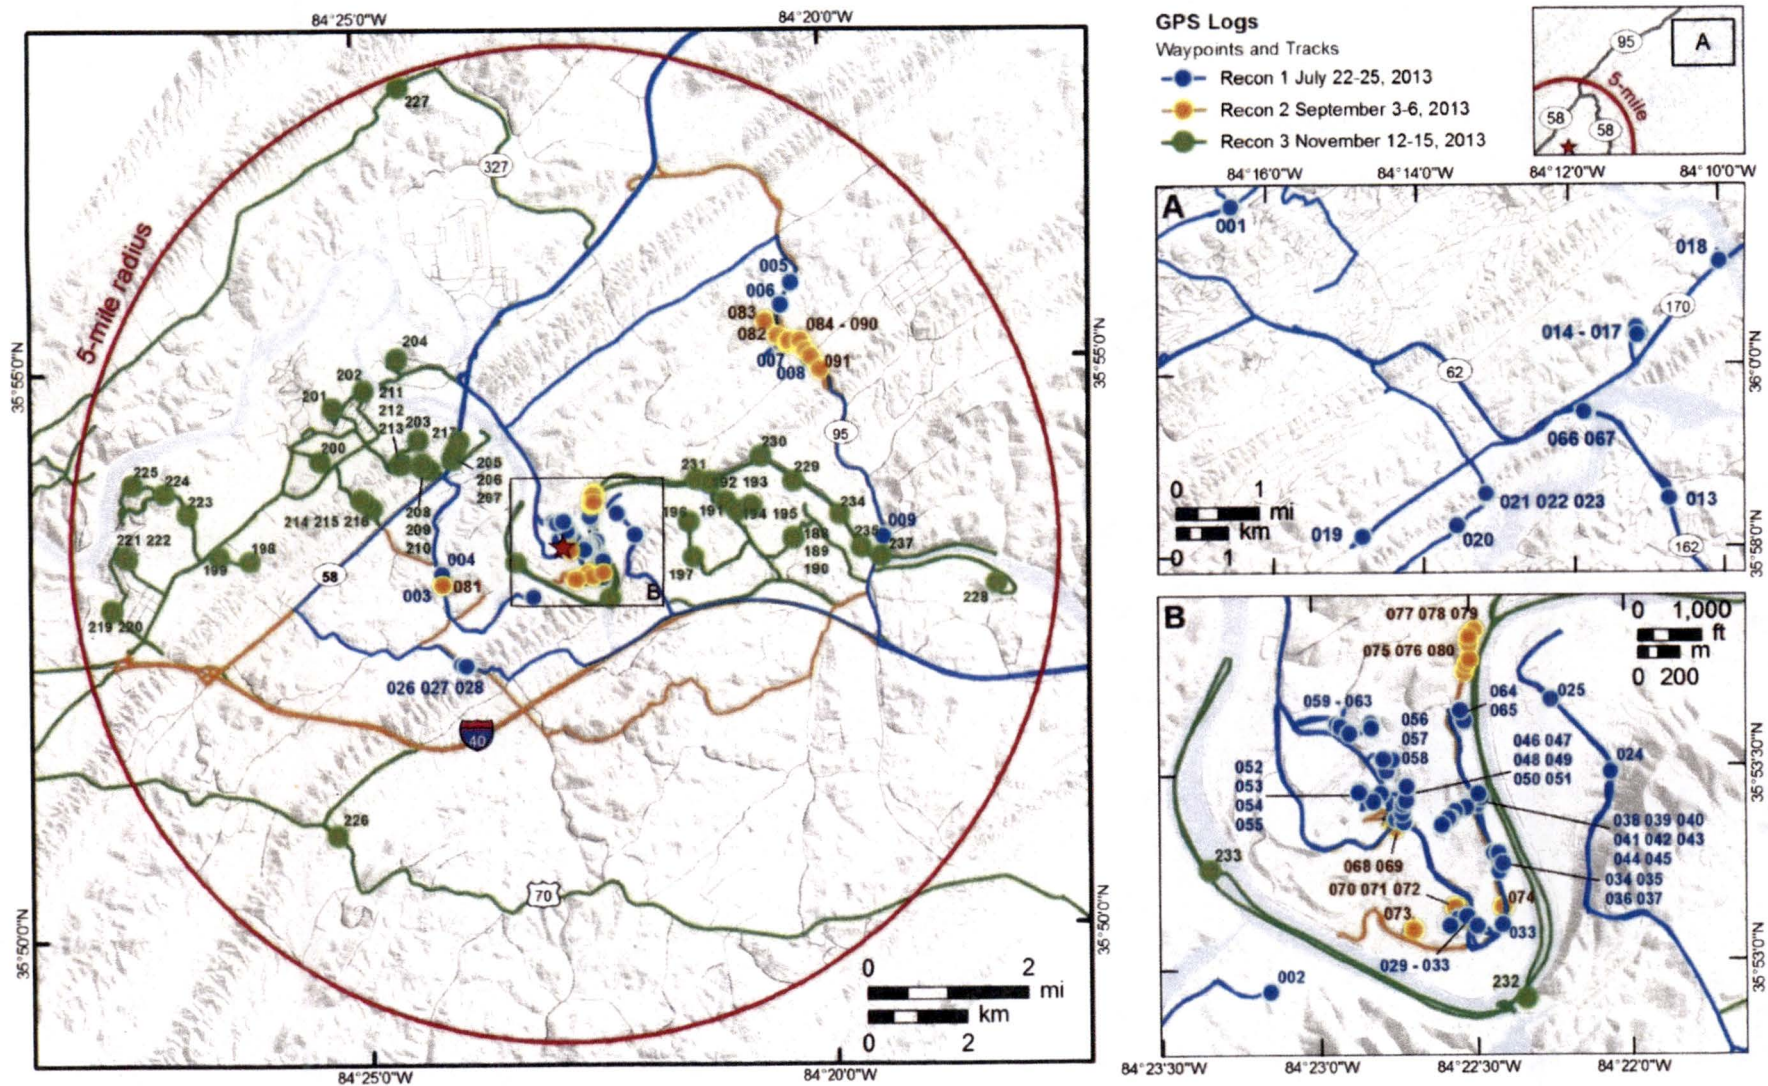 84°25'0"W
84°20'0"W
35°55'0"N
35°55'0"N
35°50'0"N
35°50'0"N
84°25'0"W
84°20'0"W
5-mile radius
227
327
005
006
083
082
084 - 090
007
008
091
95
204
202
211
201
212
213
203
217
200
205
206
207
225
224
223
214 215
216
208
209
210
221 222
199
198
58
004
003
081
219 220
026 027 028
40
226
70
230
231
229
192 193
191
194 195
196
234
188
189
190
235
009
237
197
228
B
0 2
mi
km
0 2
GPS Logs
Waypoints and Tracks
Recon 1 July 22-25, 2013
Recon 2 September 3-6, 2013
Recon 3 November 12-15, 2013
95
A
5-mile
58
58
84°16'0"W
84°14'0"W
84°12'0"W
84°10'0"W
A
001
018
170
014 - 017
62
066 067
021 022 023
013
019
020
162
0 1
mi
km
0 1
36°0'0"N
35°58'0"N
B
077 078 079
075 076 080
0 1,000
ft
m
0 200
064
065
025
059 - 063
056
057
058
046 047
048 049
050 051
024
052
053
054
055
038 039 040
041 042 043
044 045
034 035
036 037
068 069
070 071 072
073
074
033
029 - 033
233
232
002
35°53'30"N
35°53'0"N
84°23'30"W
84°23'0"W
84°22'30"W
84°22'0"W